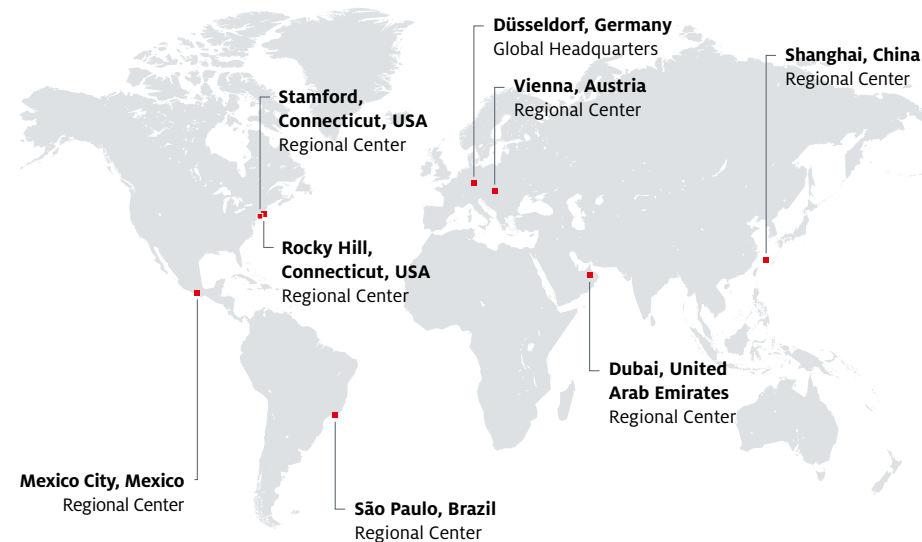 Düsseldorf, Germany
Global Headquarters
Shanghai, China
Regional Center
Vienna, Austria
Regional Center
Stamford,
Connecticut, USA
Regional Center
Rocky Hill,
Connecticut, USA
Regional Center
Dubai, United
Arab Emirates
Regional Center
Mexico City, Mexico
Regional Center
São Paulo, Brazil
Regional Center